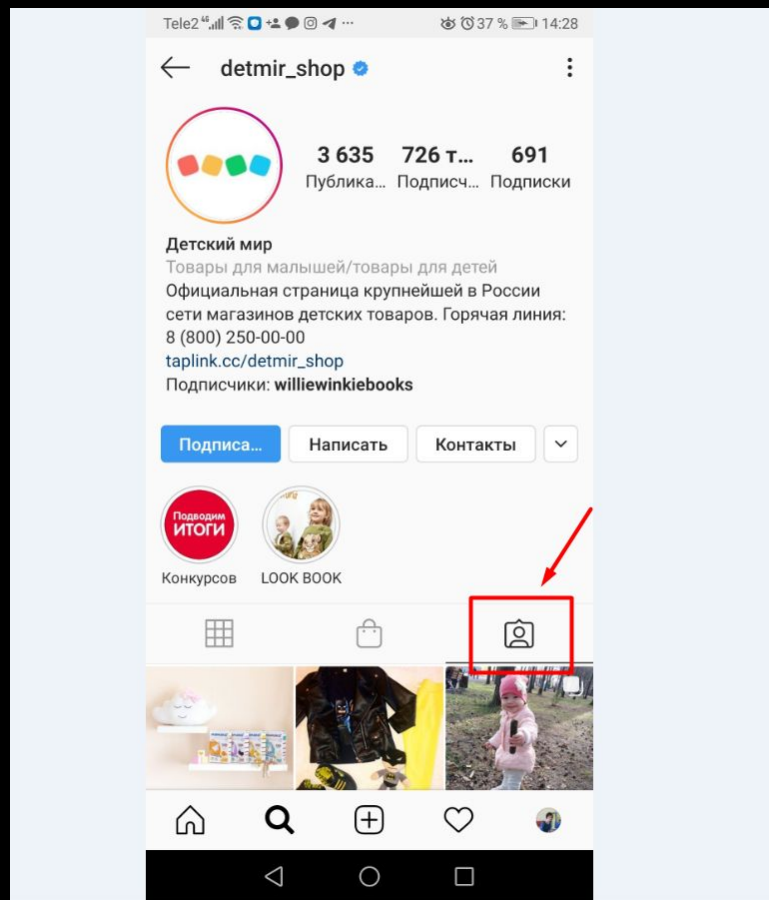 Tele2 46 37 % 14:28
detmir_shop
3 635 726 т... 691
Публика... Подписч... Подписки
Детский мир
Товары для малышей/товары для детей
Официальная страница крупнейшей в России
сети магазинов детских товаров. Горячая линия:
8 (800) 250-00-00
taplink.cc/detmir_shop
Подписчики: williewinkiebooks
Подписа... Написать Контакты
Подводим
ИТОГИ
Конкурсов LOOK BOOK